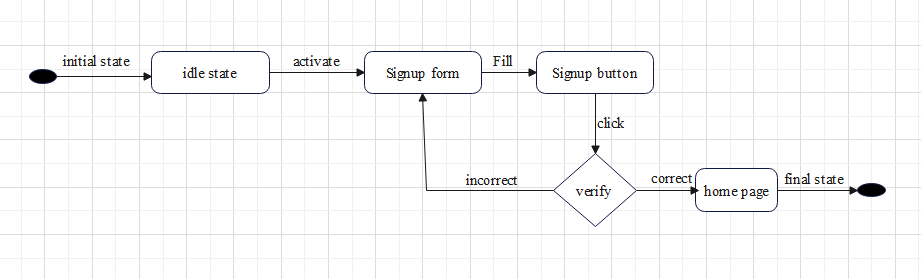 initial state
idle state
activate
Signup form
Fill
Signup button
click
incorrect
verify
correct
home page
final state